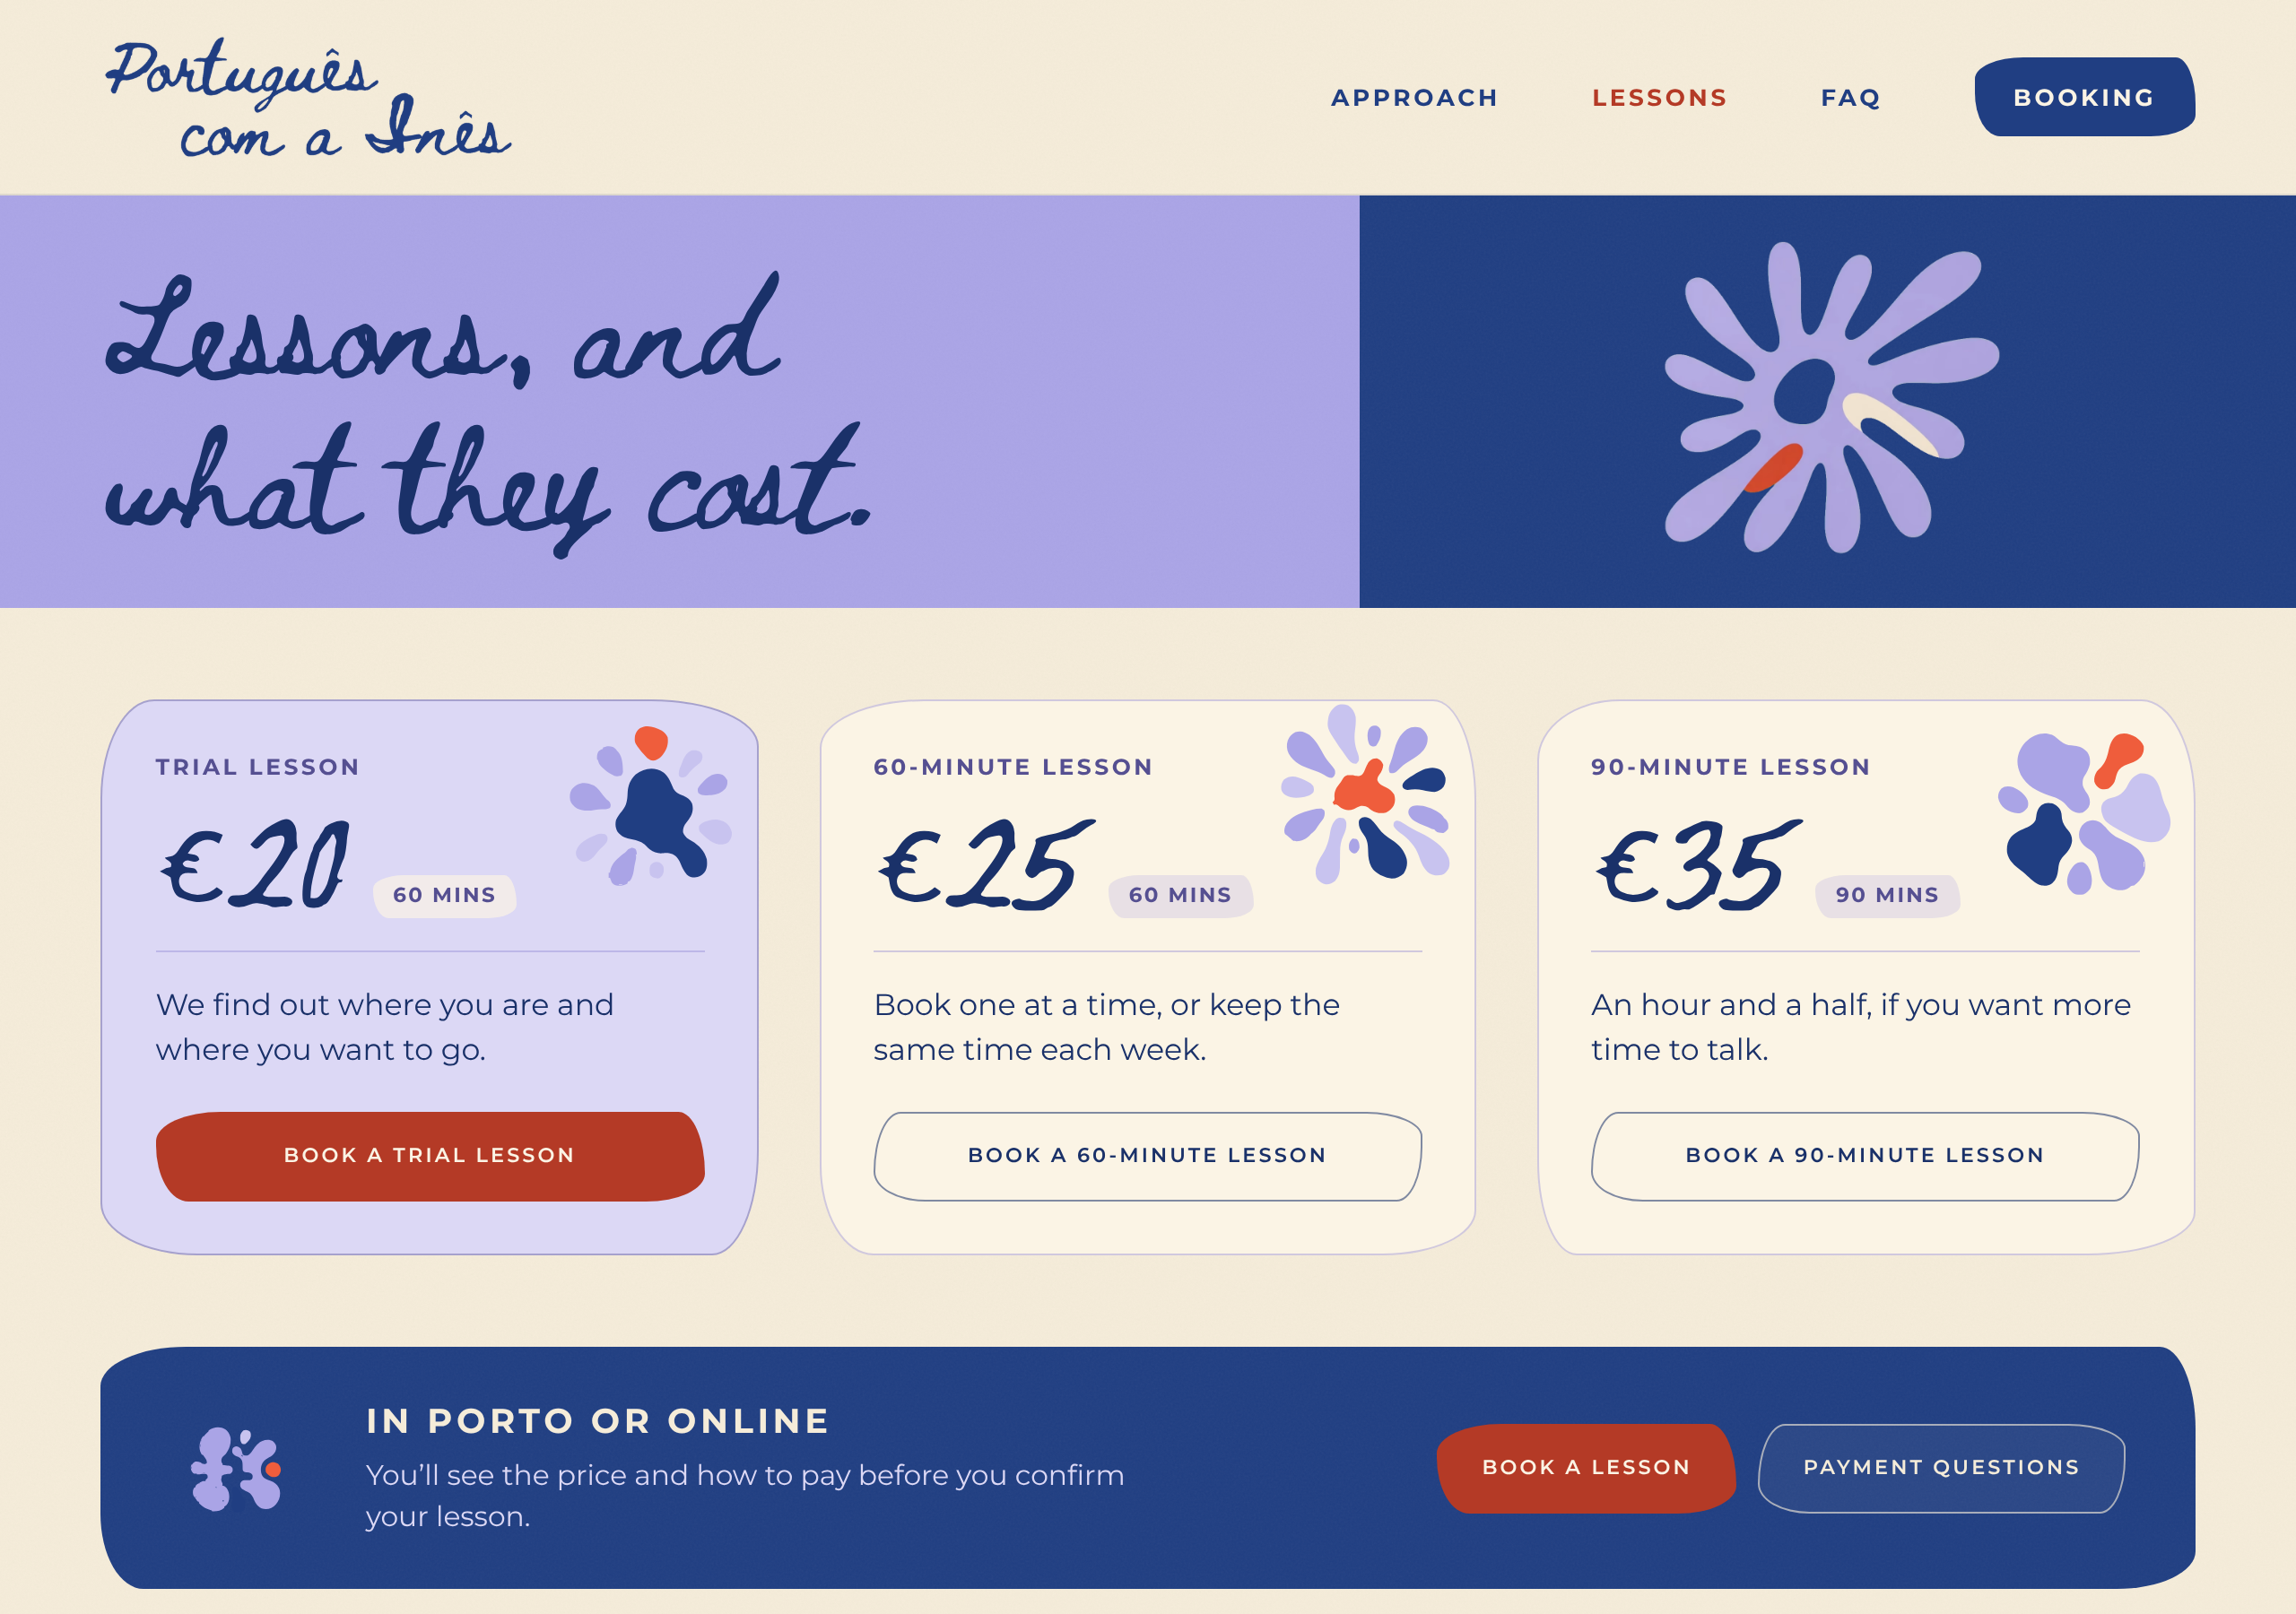 Português
com a Inês
APPROACH
LESSONS
FAQ
BOOKING
Lessons, and
what they cost.
TRIAL LESSON
€20
60 MINS
We find out where you are and
where you want to go.
BOOK A TRIAL LESSON
60-MINUTE LESSON
€25
60 MINS
Book one at a time, or keep the
same time each week.
BOOK A 60-MINUTE LESSON
90-MINUTE LESSON
€35
90 MINS
An hour and a half, if you want more
time to talk.
BOOK A 90-MINUTE LESSON
IN PORTO OR ONLINE
You’ll see the price and how to pay before you confirm
your lesson.
BOOK A LESSON
PAYMENT QUESTIONS